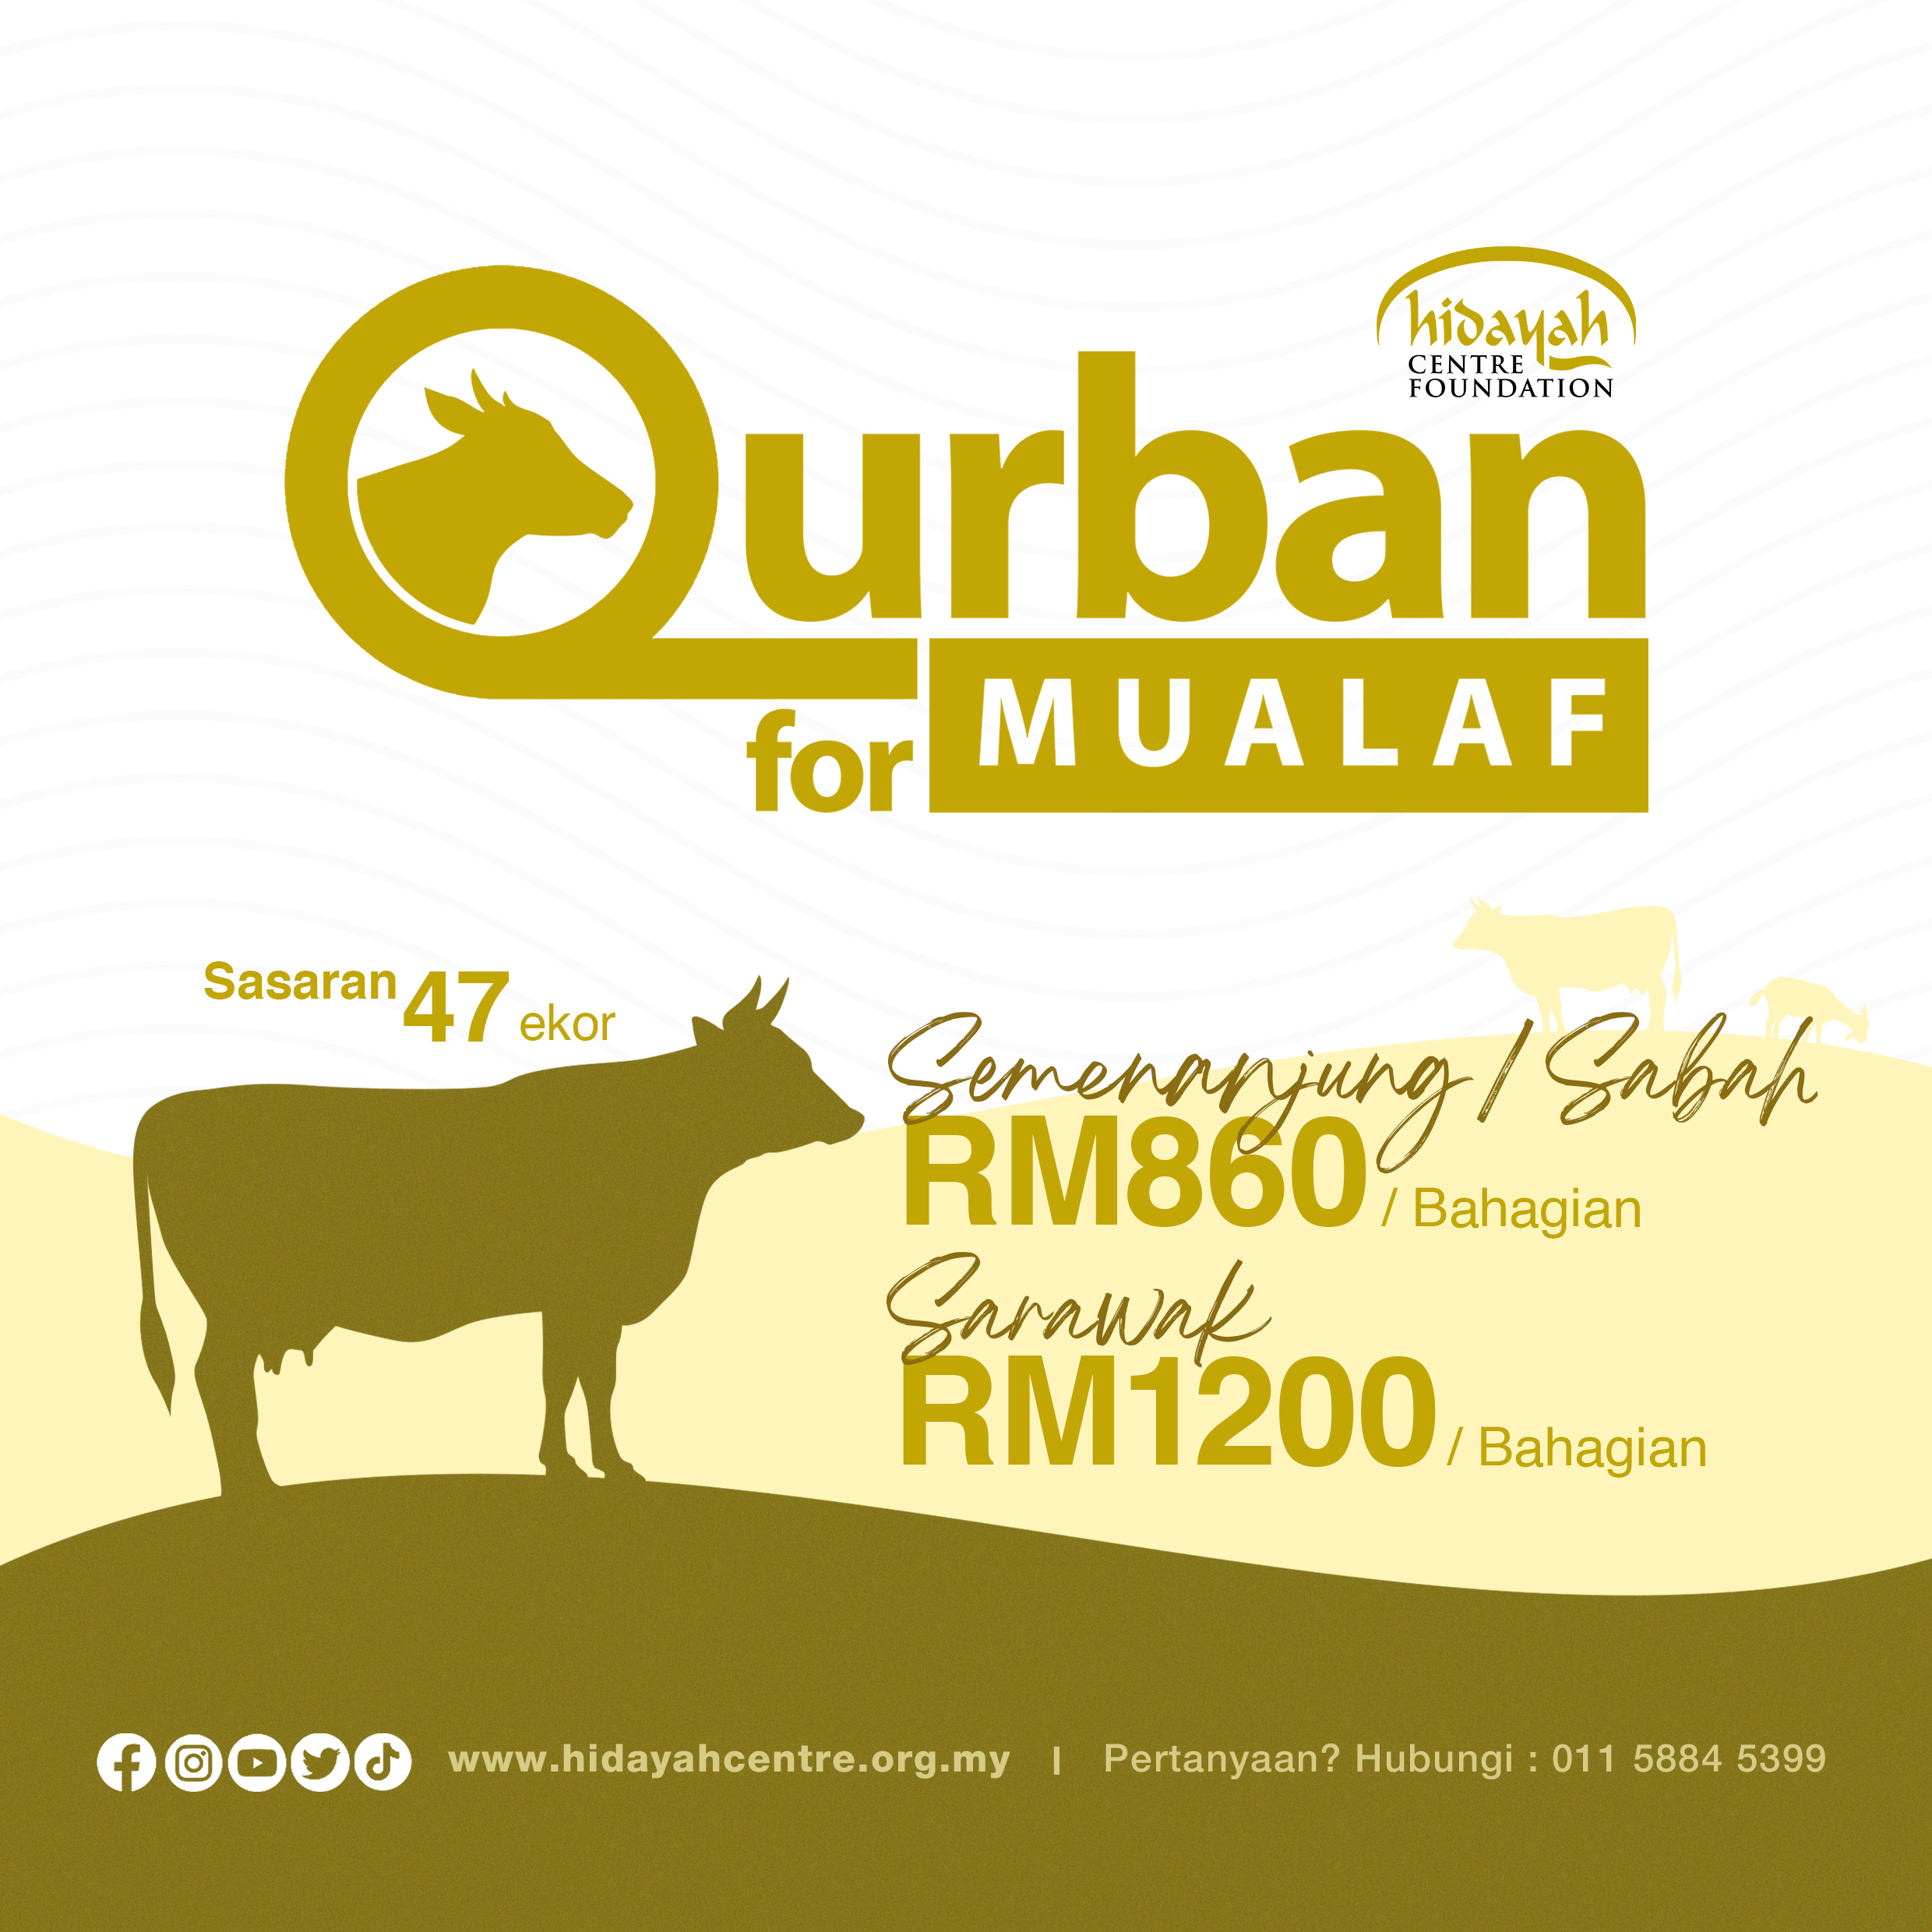 hidayah
CENTRE
FOUNDATION
Qurban
for MUALAF
Sasaran 47 ekor
Semenanjung / Sabah
RM860 / Bahagian
Sarawak
RM1200 / Bahagian
www.hidayahcentre.org.my | Pertanyaan? Hubungi : 011 5884 5399